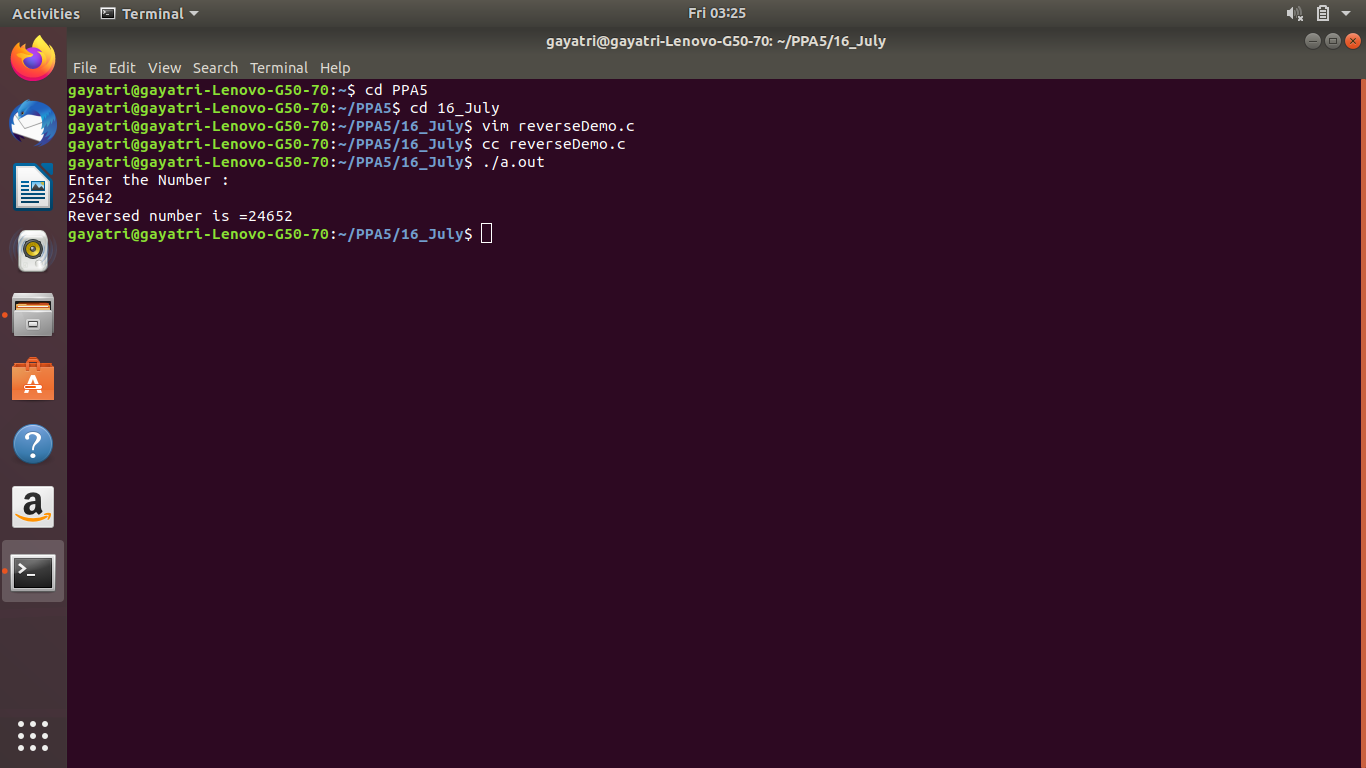 Activities Terminal Fri 03:25
gayatri@gayatri-Lenovo-G50-70: ~/PPA5/16_July
File Edit View Search Terminal Help
gayatri@gayatri-Lenovo-G50-70:~$ cd PPA5
gayatri@gayatri-Lenovo-G50-70:~/PPA5$ cd 16_July
gayatri@gayatri-Lenovo-G50-70:~/PPA5/16_July$ vim reverseDemo.c
gayatri@gayatri-Lenovo-G50-70:~/PPA5/16_July$ cc reverseDemo.c
gayatri@gayatri-Lenovo-G50-70:~/PPA5/16_July$ ./a.out
Enter the Number :
25642
Reversed number is =24652
gayatri@gayatri-Lenovo-G50-70:~/PPA5/16_July$